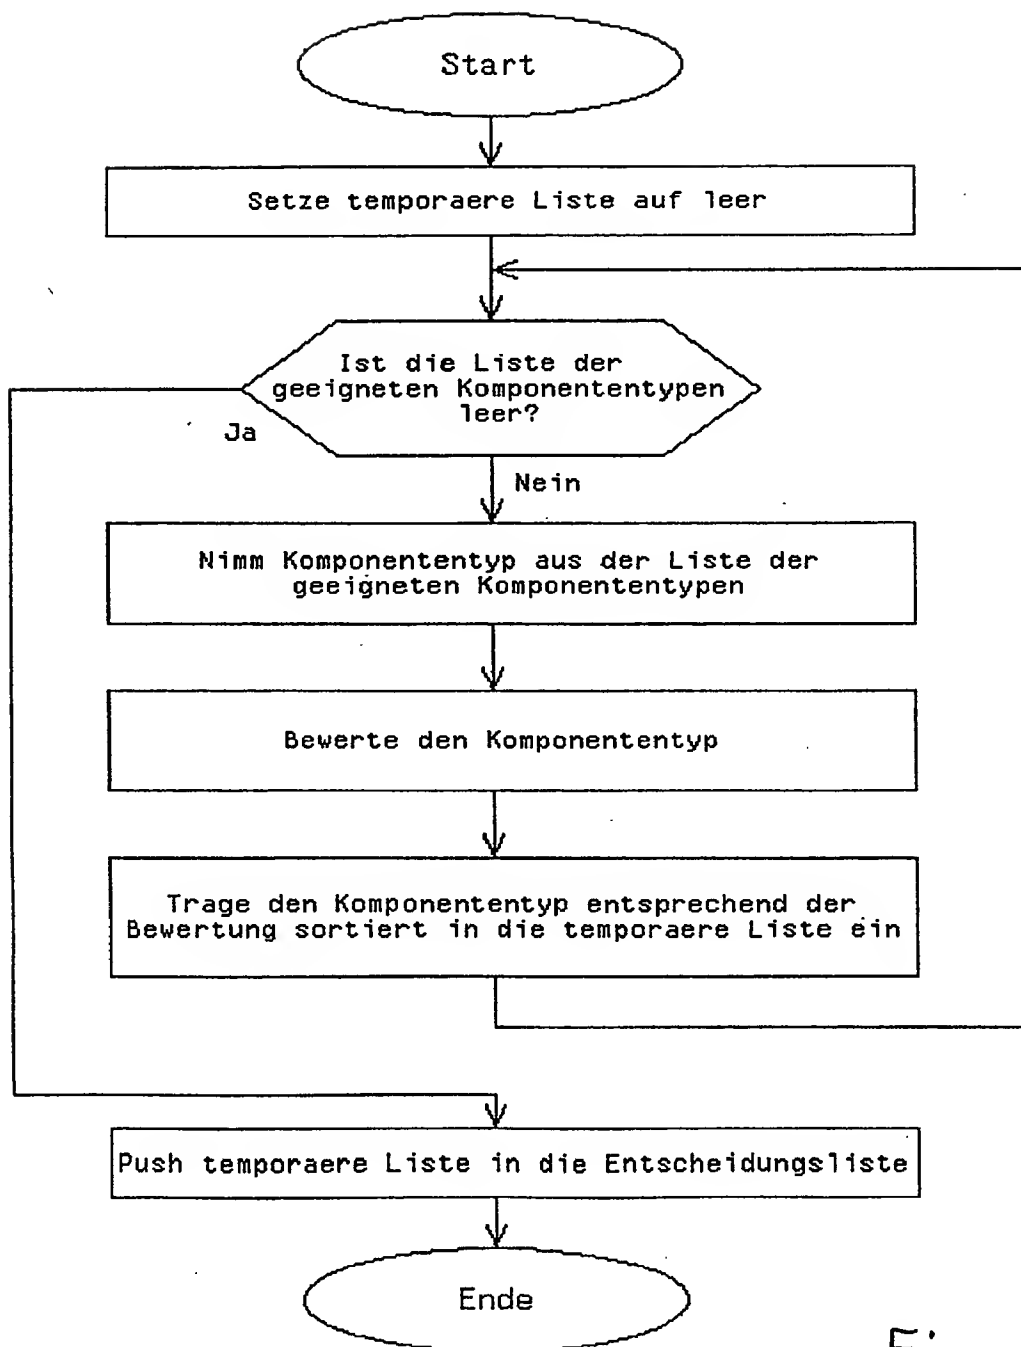 Start
Setze temporaere Liste auf leer
Ist die Liste der
geeigneten Komponententypen
leer?
Ja
Nein
Nimm Komponententyp aus der Liste der
geeigneten Komponententypen
Bewerte den Komponententyp
Trage den Komponententyp entsprechend der
Bewertung sortiert in die temporaere Liste ein
Push temporaere Liste in die Entscheidungsliste
Ende